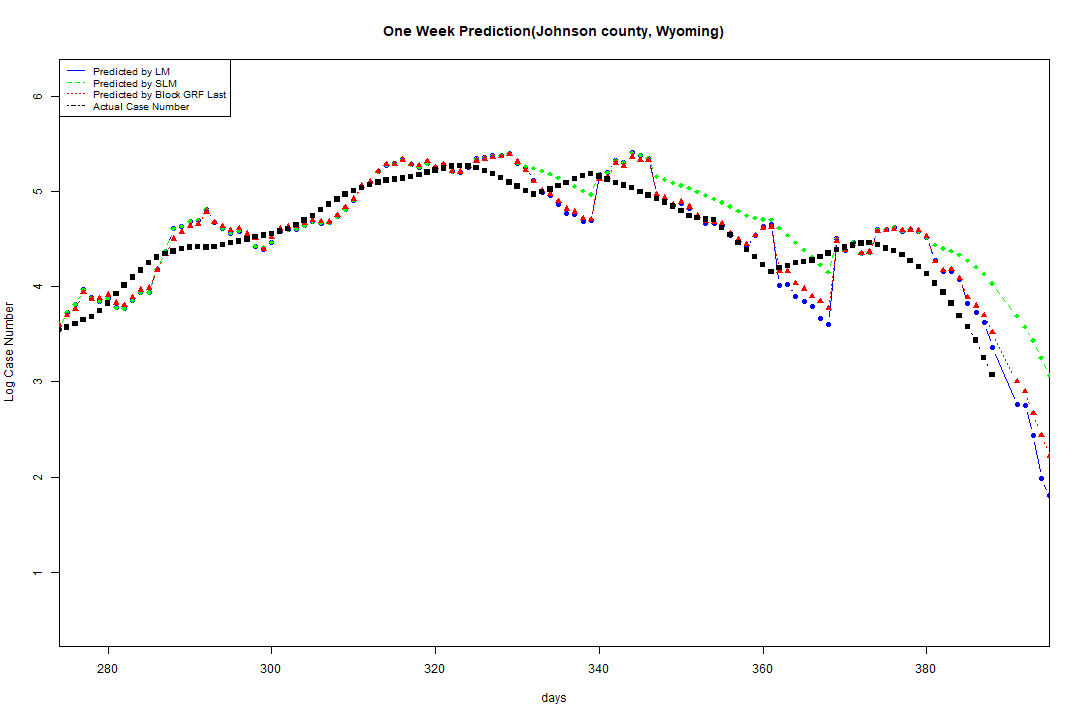 One Week Prediction(Johnson county, Wyoming)
Predicted by LM
Predicted by SLM
Predicted by Block GRF Last
Actual Case Number
6
5
4
3
2
1
Log Case Number
280 300 320 340 360 380
days